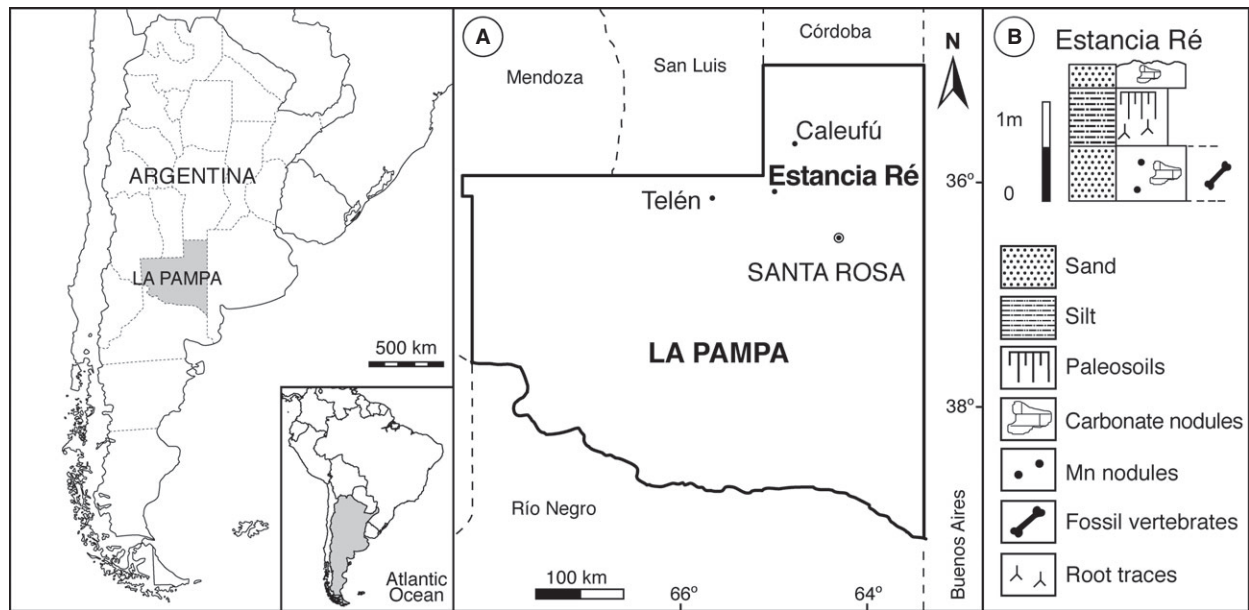 ARGENTINA
LA PAMPA
500 km
Atlantic
Ocean
A
Córdoba
N
Mendoza
San Luis
Caleufú
Estancia Ré
36º
Telén
SANTA ROSA
LA PAMPA
38º
Río Negro
Buenos Aires
100 km
66º
64º
B
Estancia Ré
1m
0
Sand
Silt
Paleosoils
Carbonate nodules
Mn nodules
Fossil vertebrates
Root traces